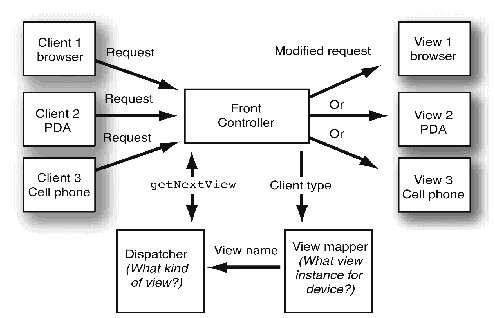 Client 1
browser
Request
Modified request
View 1
browser
Client 2
PDA
Request
Front
Controller
Or
View 2
PDA
Request
Or
Client 3
Cell phone
View 3
Cell phone
getNextView
Client type
Dispatcher
(What kind
of view?)
View name
View mapper
(What view
instance for
device?)